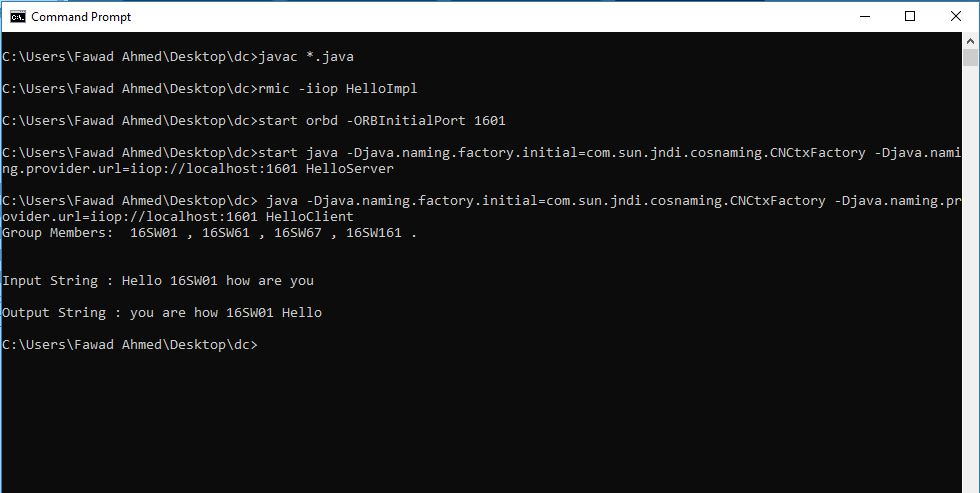 Command Prompt
C:\Users\Fawad Ahmed\Desktop\dc>javac *.java
C:\Users\Fawad Ahmed\Desktop\dc>rmic -iiop HelloImpl
C:\Users\Fawad Ahmed\Desktop\dc>start orbd -ORBInitialPort 1601
C:\Users\Fawad Ahmed\Desktop\dc>start java -Djava.naming.factory.initial=com.sun.jndi.cosnaming.CNCtxFactory -Djava.nami
ng.provider.url=iiop://localhost:1601 HelloServer
C:\Users\Fawad Ahmed\Desktop\dc> java -Djava.naming.factory.initial=com.sun.jndi.cosnaming.CNCtxFactory -Djava.naming.pr
ovider.url=iiop://localhost:1601 HelloClient
Group Members:  16SW01 , 16SW61 , 16SW67 , 16SW161 .
Input String : Hello 16SW01 how are you
Output String : you are how 16SW01 Hello
C:\Users\Fawad Ahmed\Desktop\dc>